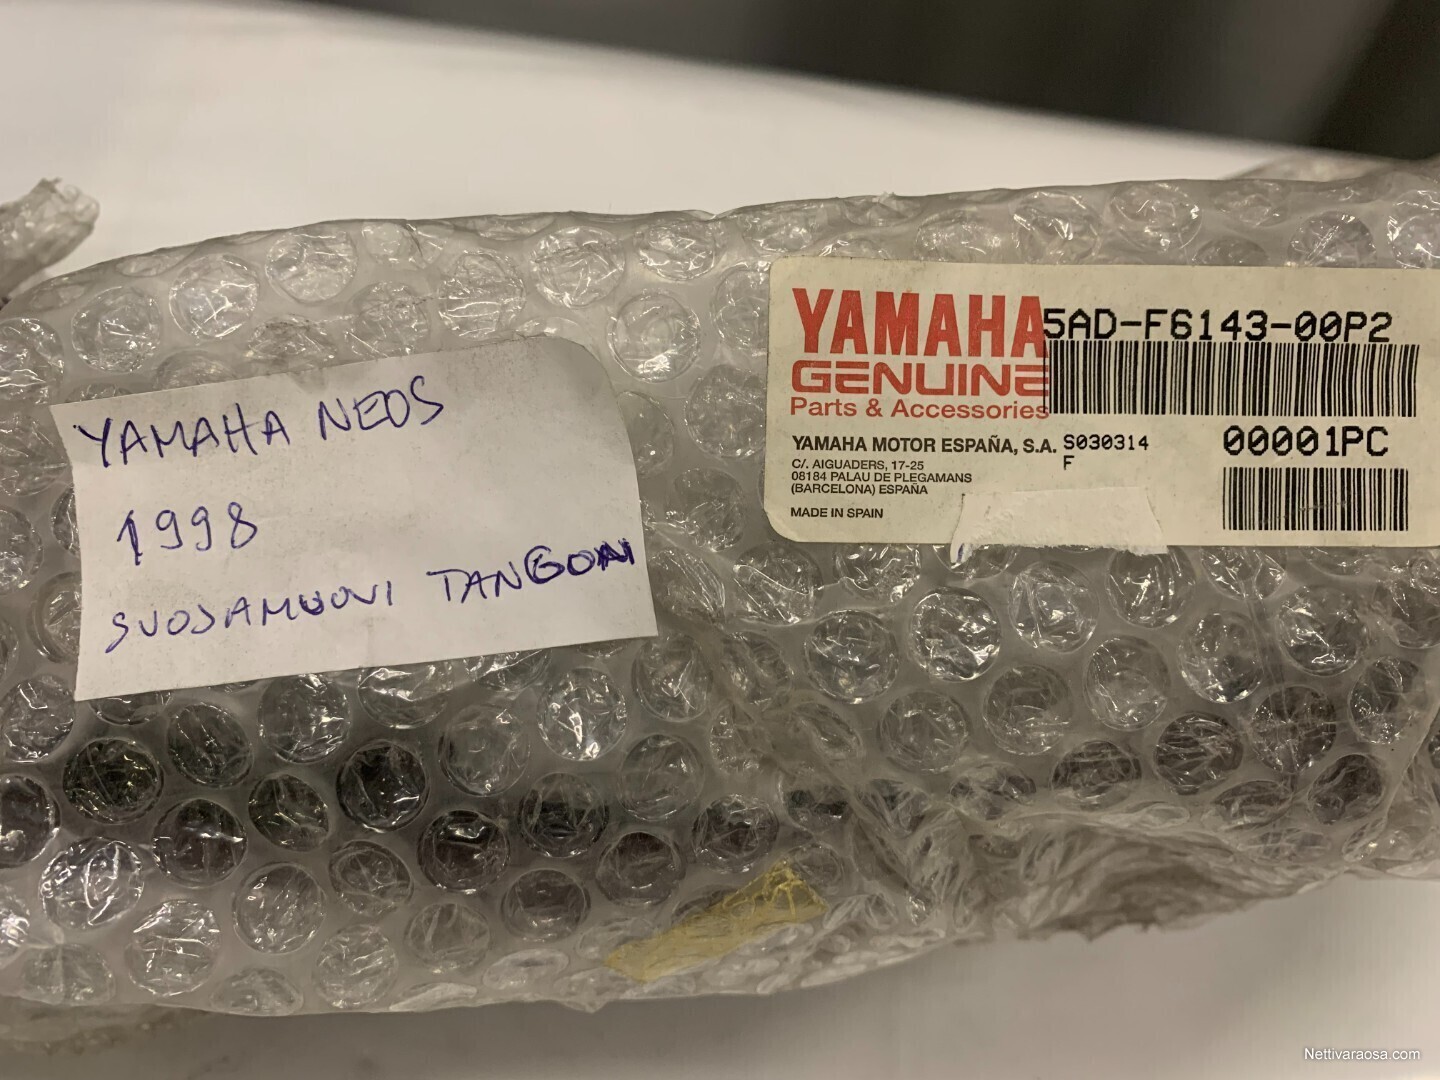 YAMAHA NEOS
1998
SUOJAMUOVI TANGON
YAMAHA
GENUINE
Parts & Accessories
5AD-F6143-00P2
YAMAHA MOTOR ESPAÑA, S.A.
C/. AIGUADERS, 17-25
08184 PALAU DE PLEGAMANS
(BARCELONA) ESPAÑA
MADE IN SPAIN
S030314
F
00001PC
Nettivaraosa.com